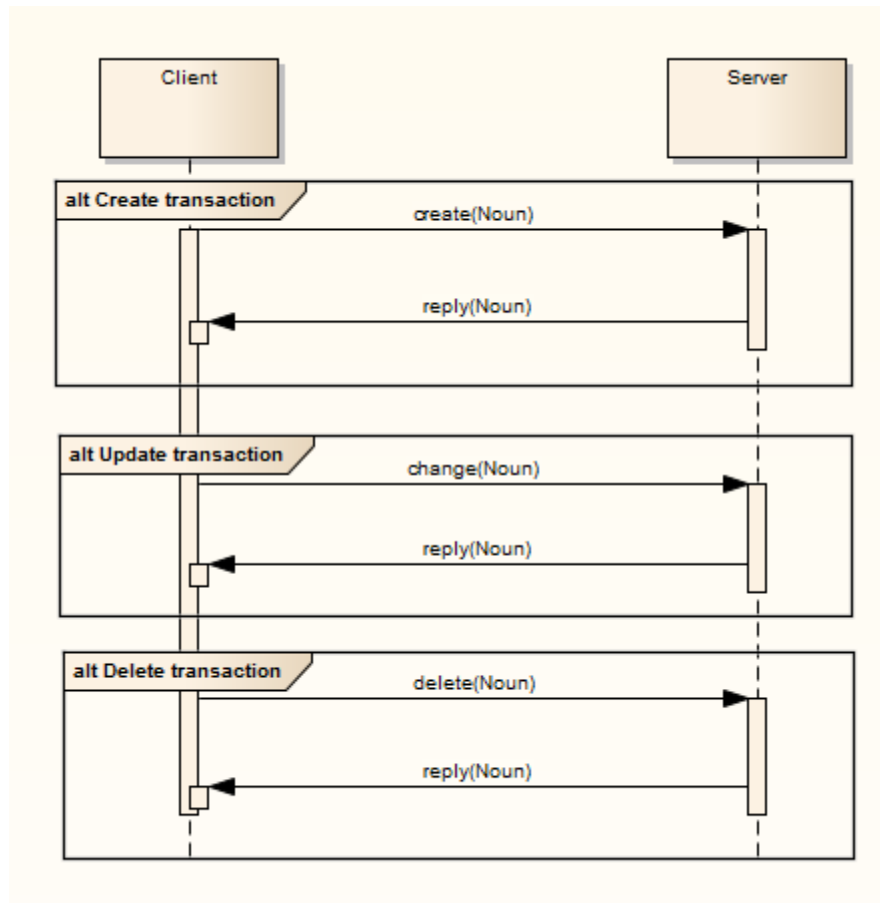 Client
Server
alt Create transaction
create(Noun)
reply(Noun)
alt Update transaction
change(Noun)
reply(Noun)
alt Delete transaction
delete(Noun)
reply(Noun)